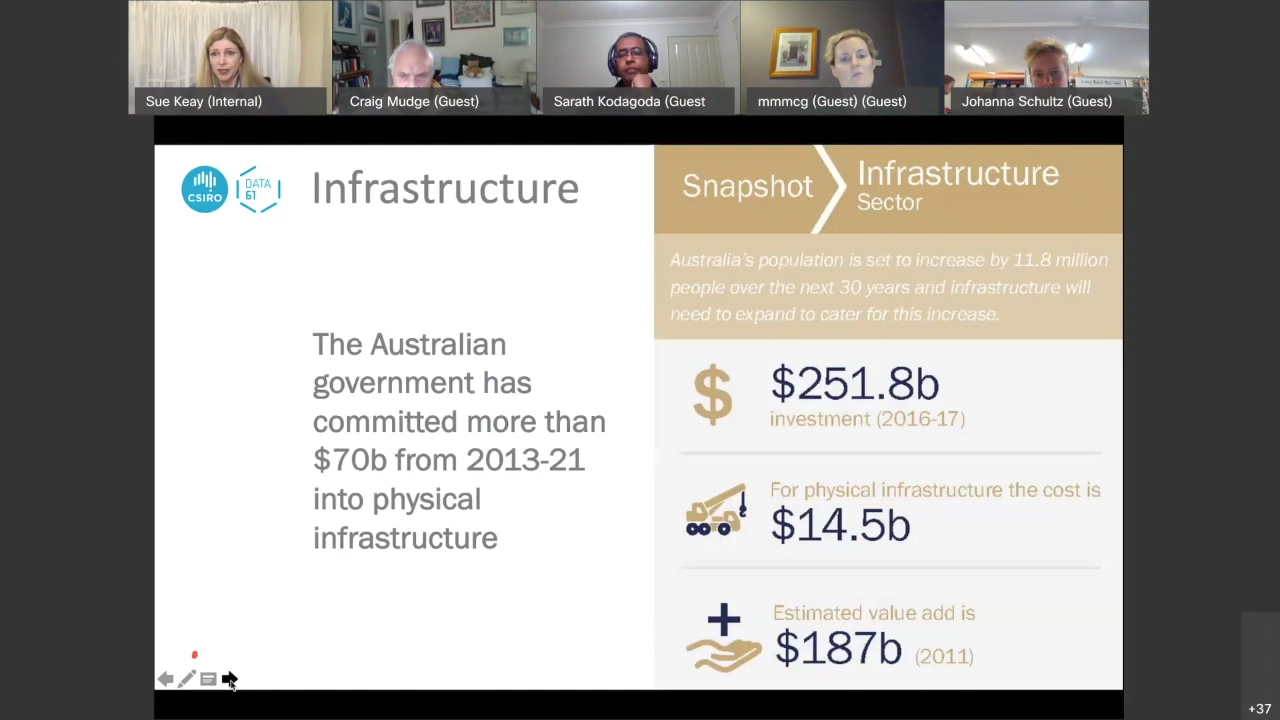 Sue Keay (Internal)
Craig Mudge (Guest)
Sarath Kodagoda (Guest
mmmcg (Guest) (Guest)
Johanna Schultz (Guest)
CSIRO
DATA
61
Infrastructure
The Australian
government has
committed more than
$70b from 2013-21
into physical
infrastructure
Snapshot
Infrastructure
Sector
Australia's population is set to increase by 11.8 million
people over the next 30 years and infrastructure will
need to expand to cater for this increase.
$
$251.8b
investment (2016-17)
For physical infrastructure the cost is
$14.5b
Estimated value add is
$187b (2011)
+37